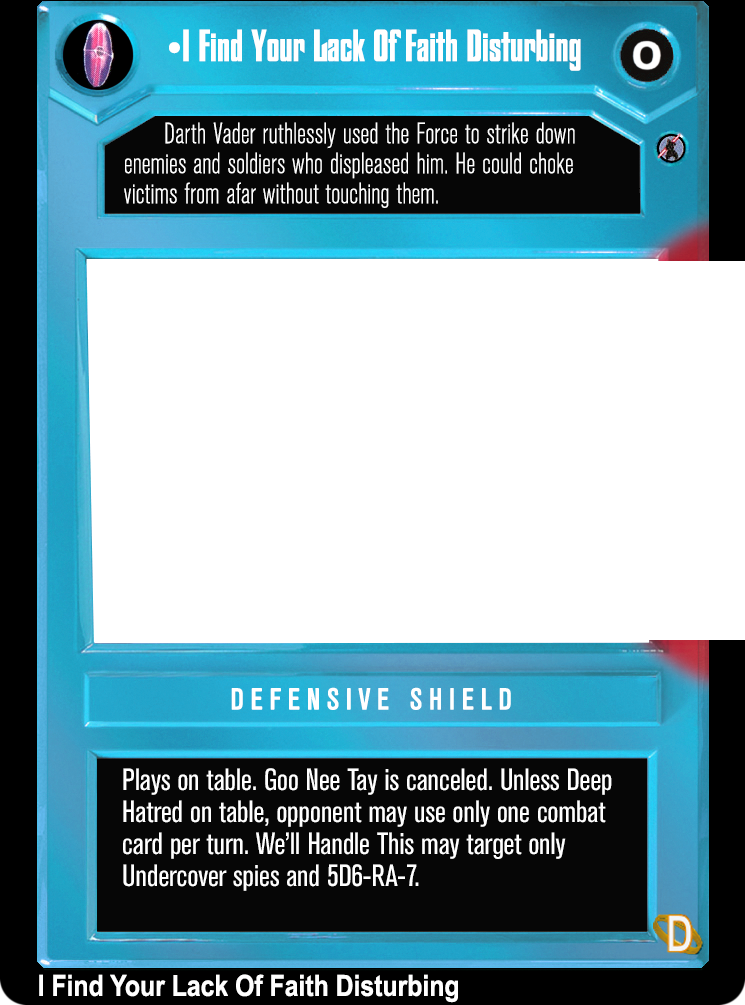 •I Find Your Lack Of Faith Disturbing
O
Darth Vader ruthlessly used the Force to strike down
enemies and soldiers who displeased him. He could choke
victims from afar without touching them.
DEFENSIVE SHIELD
Plays on table. Goo Nee Tay is canceled. Unless Deep
Hatred on table, opponent may use only one combat
card per turn. We'll Handle This may target only
Undercover spies and 5D6-RA-7.
D
I Find Your Lack Of Faith Disturbing